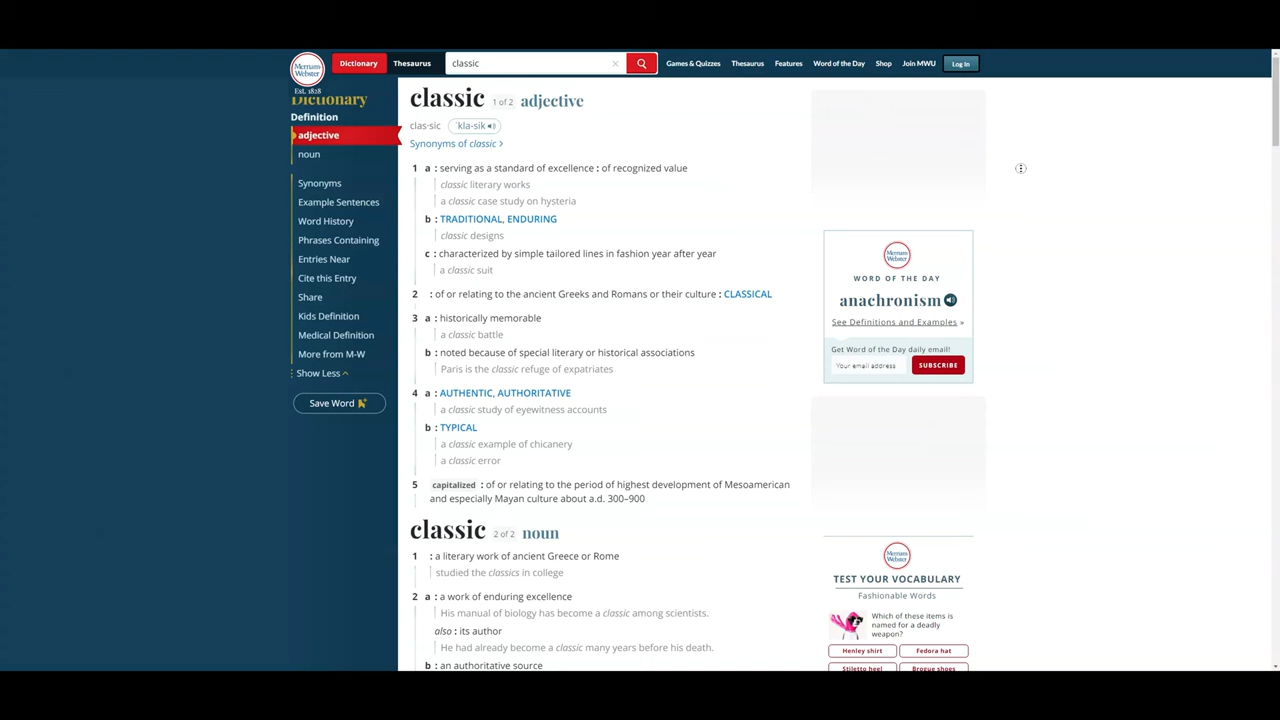 Merriam-
Webster
Est. 1828
Dictionary
Thesaurus
classic
Games & Quizzes
Thesaurus
Features
Word of the Day
Shop
Join MWU
Log In
Dictionary
Definition
adjective
noun
Synonyms
Example Sentences
Word History
Phrases Containing
Entries Near
Cite this Entry
Share
Kids Definition
Medical Definition
More from M-W
Show Less
Save Word
classic 1 of 2 adjective
clas·sic ˈkla-sik
Synonyms of classic >
1 a : serving as a standard of excellence : of recognized value
classic literary works
a classic case study on hysteria
b : TRADITIONAL, ENDURING
classic designs
c : characterized by simple tailored lines in fashion year after year
a classic suit
2 : of or relating to the ancient Greeks and Romans or their culture : CLASSICAL
3 a : historically memorable
a classic battle
b : noted because of special literary or historical associations
Paris is the classic refuge of expatriates
4 a : AUTHENTIC, AUTHORITATIVE
a classic study of eyewitness accounts
b : TYPICAL
a classic example of chicanery
a classic error
5 capitalized : of or relating to the period of highest development of Mesoamerican
and especially Mayan culture about a.d. 300–900
classic 2 of 2 noun
1 : a literary work of ancient Greece or Rome
studied the classics in college
2 a : a work of enduring excellence
His manual of biology has become a classic among scientists.
also : its author
He had already become a classic many years before his death.
b : an authoritative source
Merriam-
Webster
WORD OF THE DAY
anachronism
See Definitions and Examples »
Get Word of the Day daily email!
Your email address
SUBSCRIBE
Merriam-
Webster
TEST YOUR VOCABULARY
Fashionable Words
Which of these items is
named for a deadly
weapon?
Henley shirt
Fedora hat
Stiletto heel
Brogue shoes